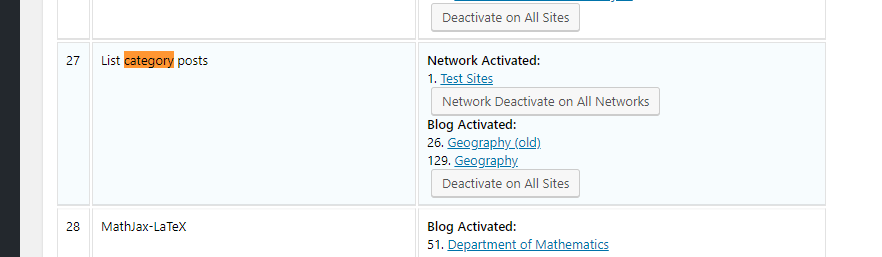 Deactivate on All Sites
27
List category posts
Network Activated:
1. Test Sites
Network Deactivate on All Networks
Blog Activated:
26. Geography (old)
129. Geography
Deactivate on All Sites
28
MathJax-LaTeX
Blog Activated:
51. Department of Mathematics